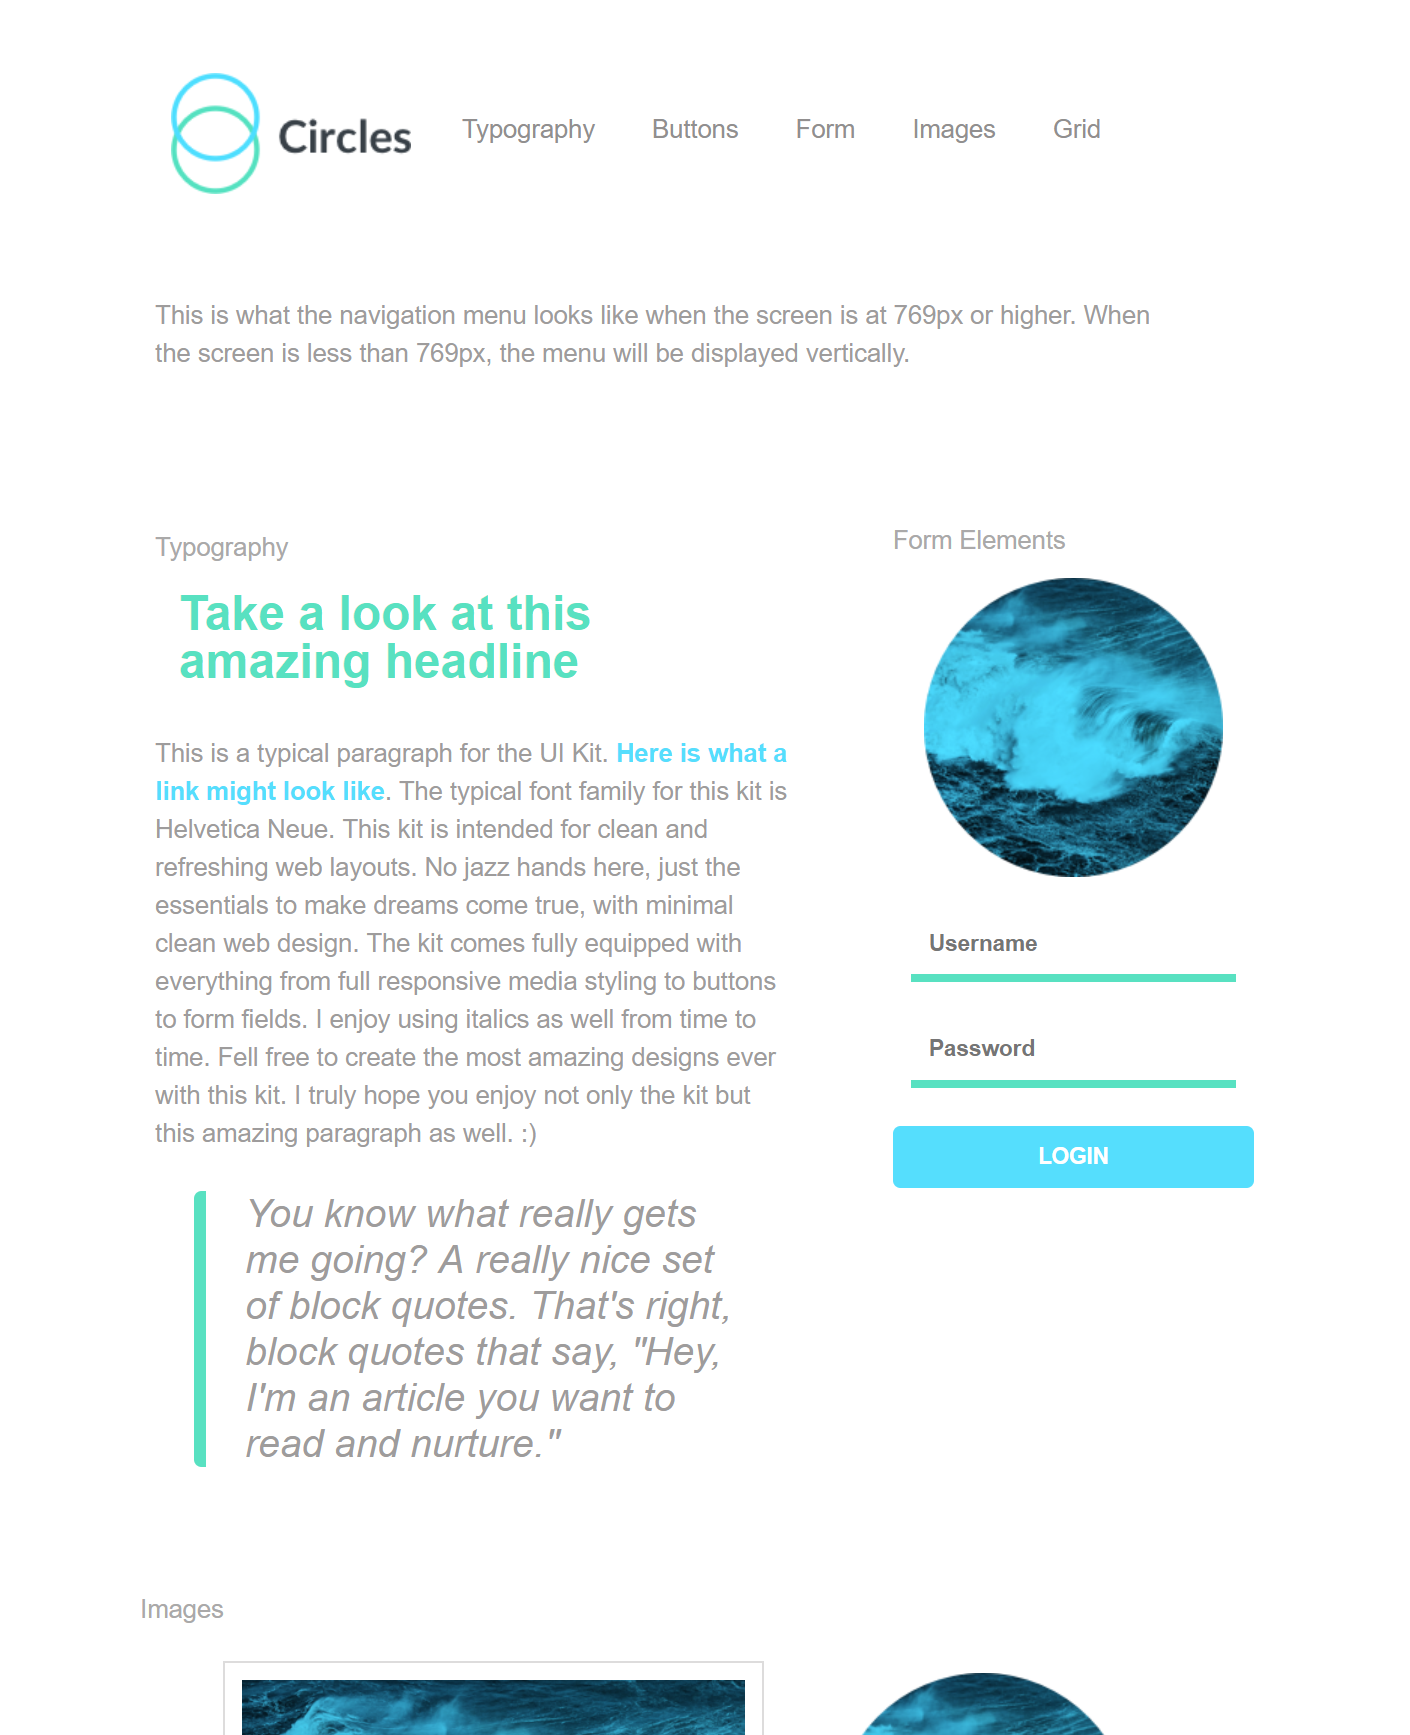 Circles
Typography
Buttons
Form
Images
Grid
This is what the navigation menu looks like when the screen is at 769px or higher. When
the screen is less than 769px, the menu will be displayed vertically.
Typography
Take a look at this
amazing headline
This is a typical paragraph for the UI Kit. Here is what a
link might look like. The typical font family for this kit is
Helvetica Neue. This kit is intended for clean and
refreshing web layouts. No jazz hands here, just the
essentials to make dreams come true, with minimal
clean web design. The kit comes fully equipped with
everything from full responsive media styling to buttons
to form fields. I enjoy using italics as well from time to
time. Fell free to create the most amazing designs ever
with this kit. I truly hope you enjoy not only the kit but
this amazing paragraph as well. :)
You know what really gets
me going? A really nice set
of block quotes. That's right,
block quotes that say, "Hey,
I'm an article you want to
read and nurture."
Form Elements
Username
Password
LOGIN
Images